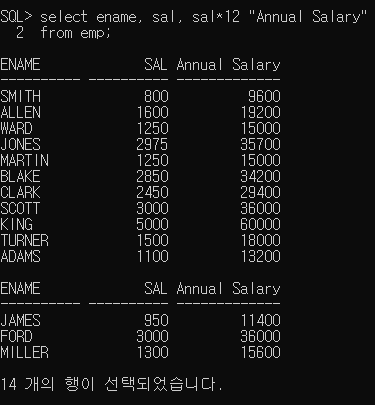 SQL> select ename, sal, sal*12 "Annual Salary"
  2  from emp;

ENAME             SAL Annual Salary
---------- ---------- -------------
SMITH             800          9600
ALLEN            1600         19200
WARD             1250         15000
JONES            2975         35700
MARTIN           1250         15000
BLAKE            2850         34200
CLARK            2450         29400
SCOTT            3000         36000
KING             5000         60000
TURNER           1500         18000
ADAMS            1100         13200

ENAME             SAL Annual Salary
---------- ---------- -------------
JAMES             950         11400
FORD             3000         36000
MILLER           1300         15600

14 개의 행이 선택되었습니다.